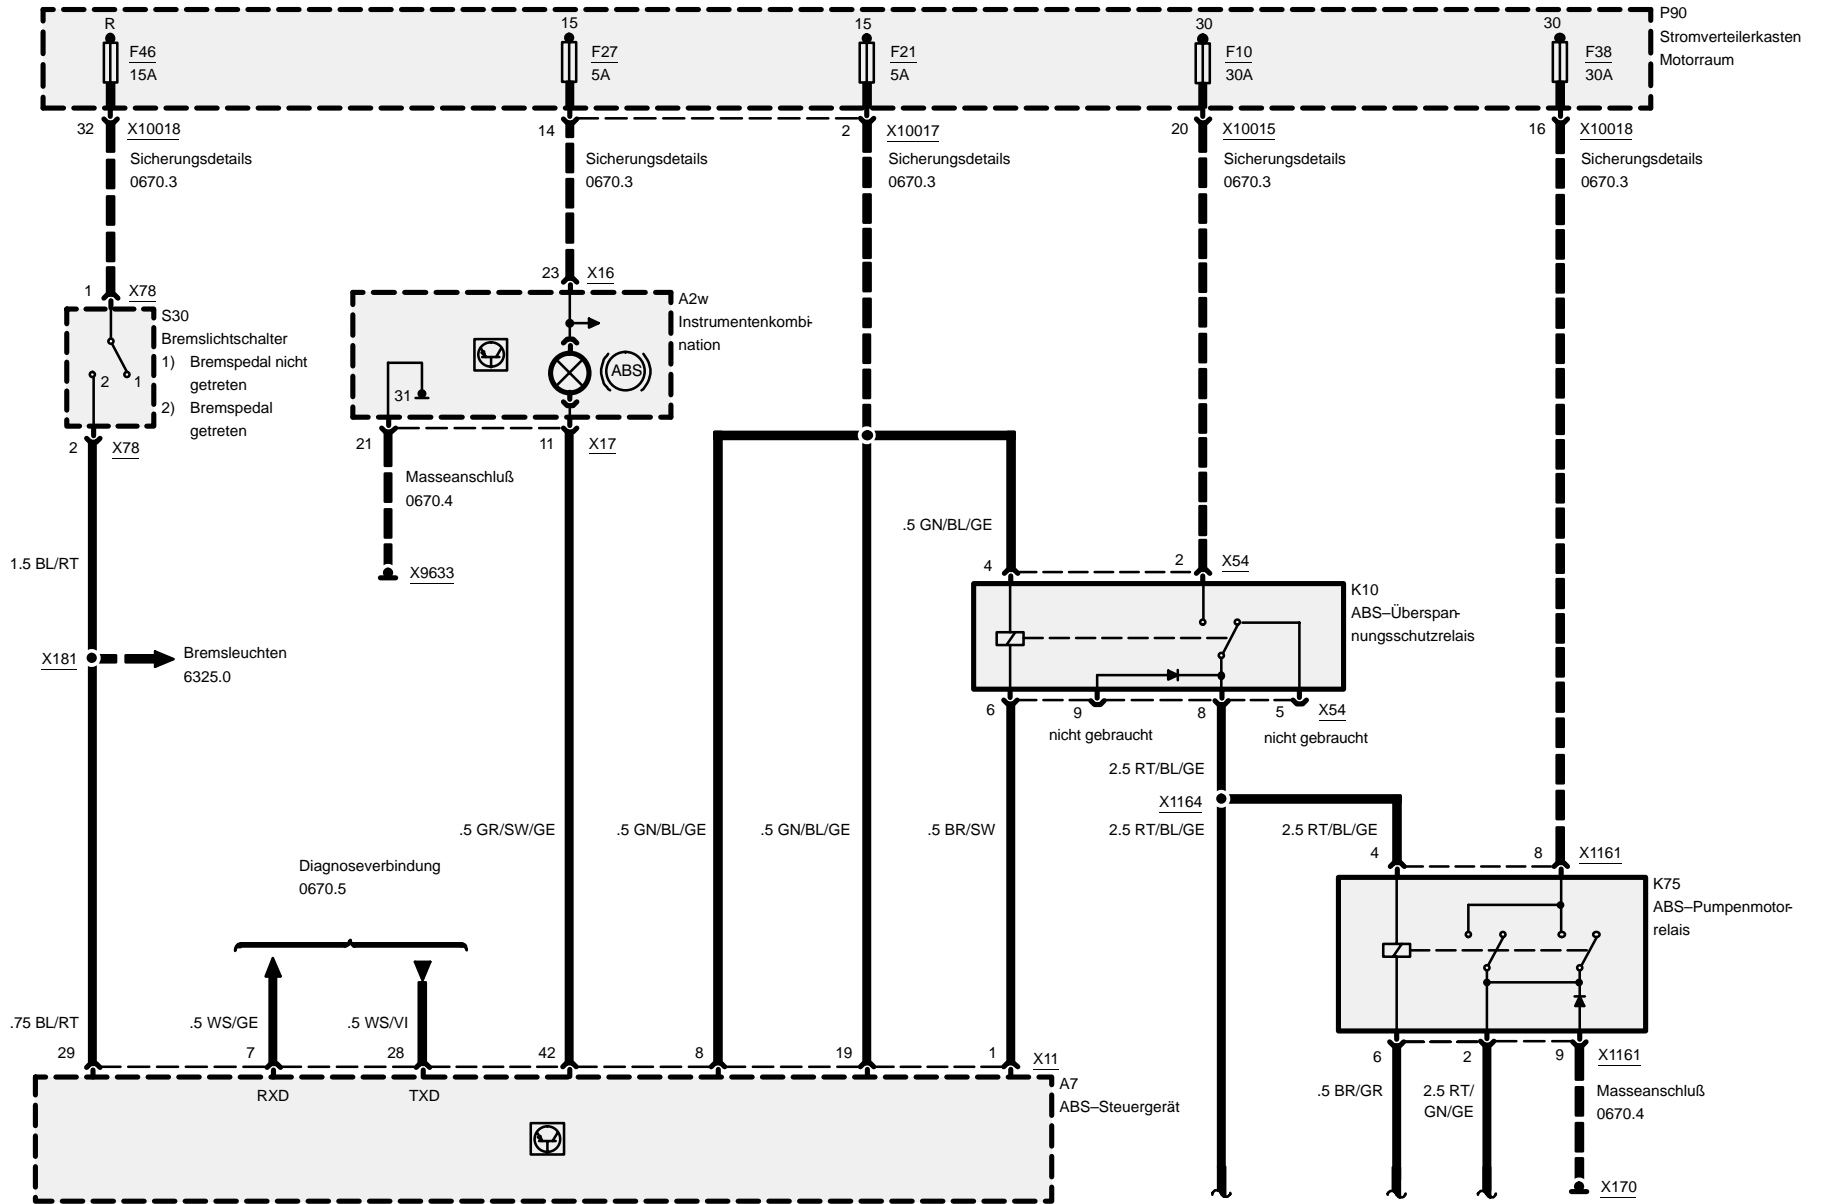 R
15
15
30
30
P90
Stromverteilerkasten
Motorraum
F46
15A
F27
5A
F21
5A
F10
30A
F38
30A
32
X10018
14
2
X10017
20
X10015
16
X10018
Sicherungsdetails
0670.3
Sicherungsdetails
0670.3
Sicherungsdetails
0670.3
Sicherungsdetails
0670.3
Sicherungsdetails
0670.3
1
X78
S30
Bremslichtschalter
1) Bremspedal nicht
getreten
2) Bremspedal
getreten
2
1
2
X78
23
X16
A2w
Instrumentenkombi-
nation
ABS
31
21
11
X17
Masseanschluß
0670.4
X9633
1.5 BL/RT
X181
Bremsleuchten
6325.0
.5 GN/BL/GE
4
2
X54
K10
ABS–Überspan-
nungsschutzrelais
6
9
8
5
X54
nicht gebraucht
nicht gebraucht
2.5 RT/BL/GE
X1164
2.5 RT/BL/GE
2.5 RT/BL/GE
.5 GR/SW/GE
.5 GN/BL/GE
.5 GN/BL/GE
.5 BR/SW
4
8
X1161
K75
ABS–Pumpenmotor-
relais
Diagnoseverbindung
0670.5
.75 BL/RT
.5 WS/GE
.5 WS/VI
29
7
28
42
8
19
1
X11
RXD
TXD
A7
ABS–Steuergerät
6
2
9
X1161
.5 BR/GR
2.5 RT/
GN/GE
Masseanschluß
0670.4
X170